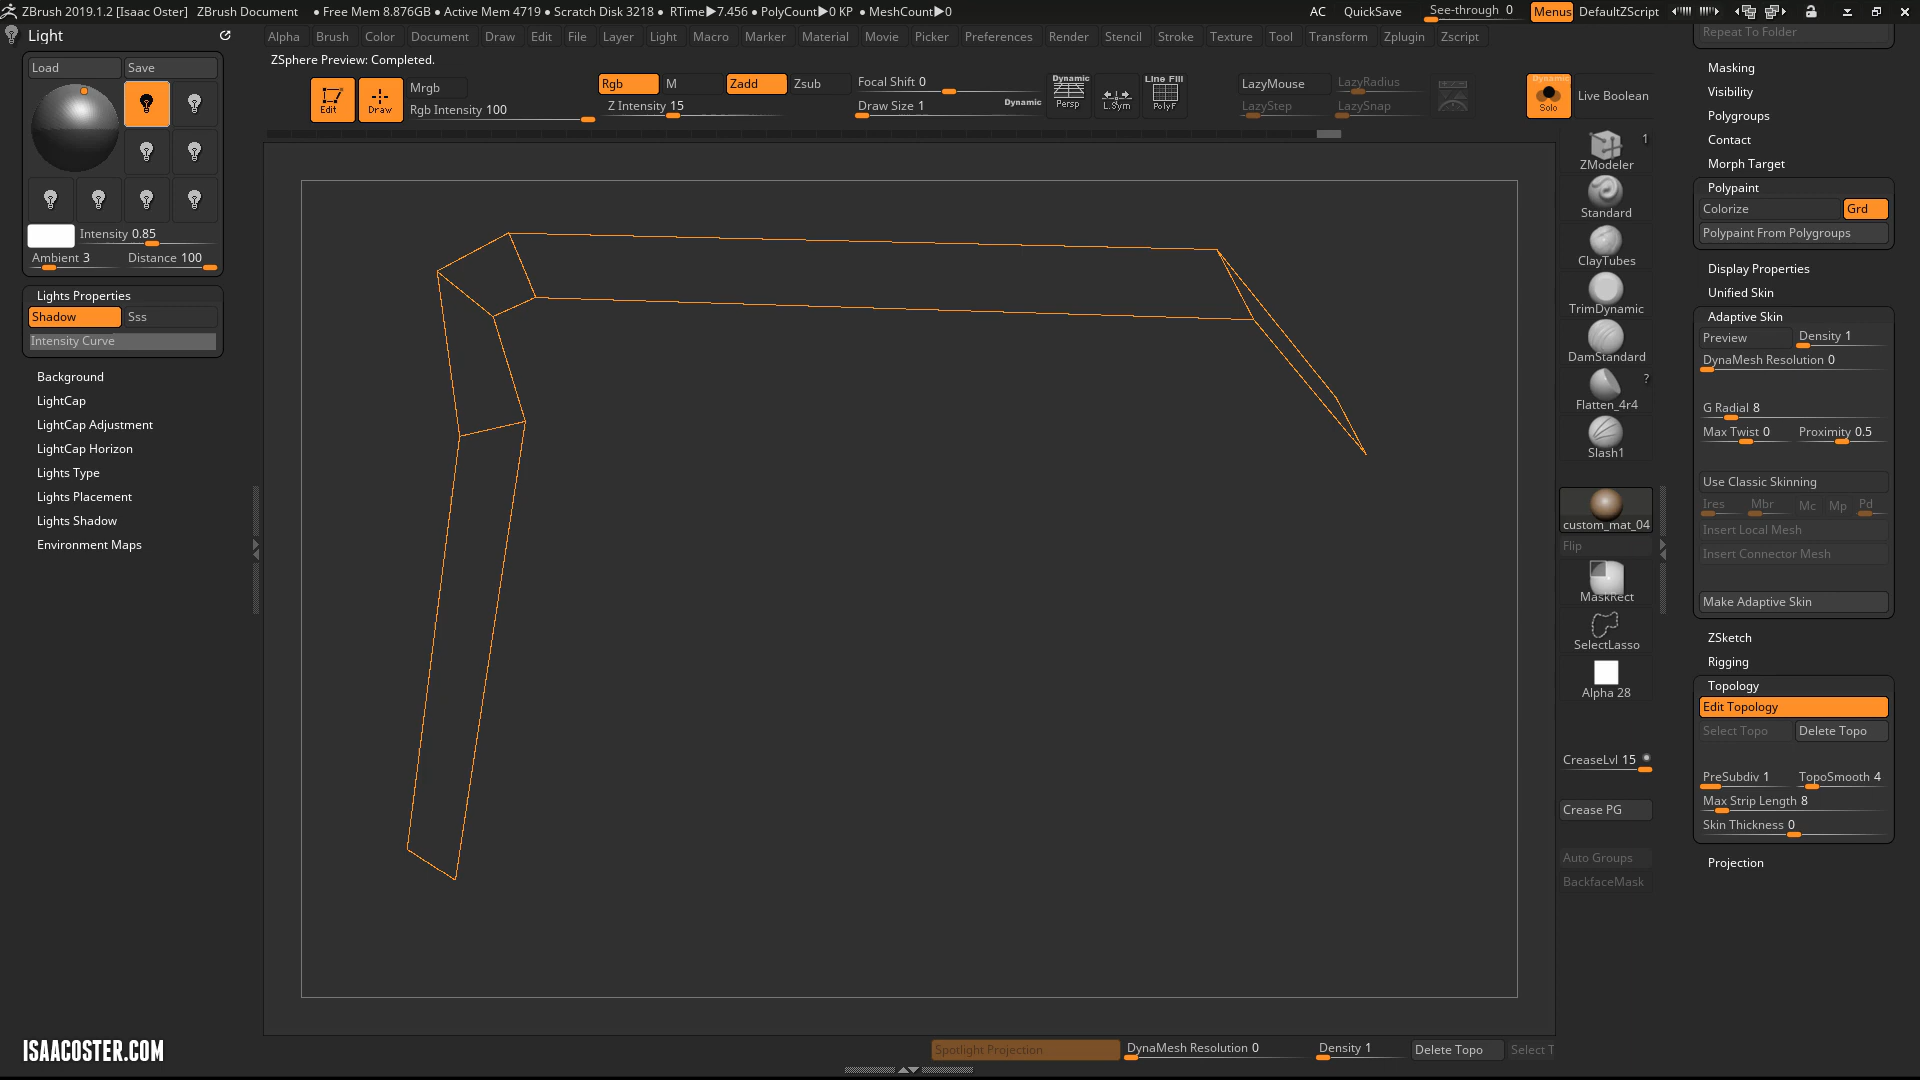 ZBrush 2019.1.2 [Isaac Oster] ZBrush Document • Free Mem 8.876GB • Active Mem 4719 • Scratch Disk 3218 • RTime▶7.456 • PolyCount▶0 KP • MeshCount▶0 AC QuickSave See-through 0 Menus DefaultZScript
Light
Alpha Brush Color Document Draw Edit File Layer Light Macro Marker Material Movie Picker Preferences Render Stencil Stroke Texture Tool Transform Zplugin Zscript
ZSphere Preview: Completed.
Load Save
Intensity 0.85
Ambient 3 Distance 100
Lights Properties
Shadow Sss
Intensity Curve
Background
LightCap
LightCap Adjustment
LightCap Horizon
Lights Type
Lights Placement
Lights Shadow
Environment Maps
Edit Draw
Mrgb
Rgb Intensity 100
Rgb M Zadd Zsub
Z Intensity 15
Focal Shift 0
Draw Size 1 Dynamic
Dynamic
Persp
L.Sym
Line Fill
PolyF
LazyMouse LazyRadius
LazyStep LazySnap
Dynamic
Solo
Live Boolean
1
ZModeler
Standard
ClayTubes
TrimDynamic
DamStandard
?
Flatten_4r4
Slash1
custom_mat_04
Flip
MaskRect
SelectLasso
Alpha 28
CreaseLvl 15
Crease PG
Auto Groups
BackfaceMask
Repeat To Folder
Masking
Visibility
Polygroups
Contact
Morph Target
Polypaint
Colorize Grd
Polypaint From Polygroups
Display Properties
Unified Skin
Adaptive Skin
Preview Density 1
DynaMesh Resolution 0
G Radial 8
Max Twist 0 Proximity 0.5
Use Classic Skinning
Ires Mbr Mc Mp Pd
Insert Local Mesh
Insert Connector Mesh
Make Adaptive Skin
ZSketch
Rigging
Topology
Edit Topology
Select Topo Delete Topo
PreSubdiv 1 TopoSmooth 4
Max Strip Length 8
Skin Thickness 0
Projection
ISAACOSTER.COM
Spotlight Projection DynaMesh Resolution 0 Density 1 Delete Topo Select T